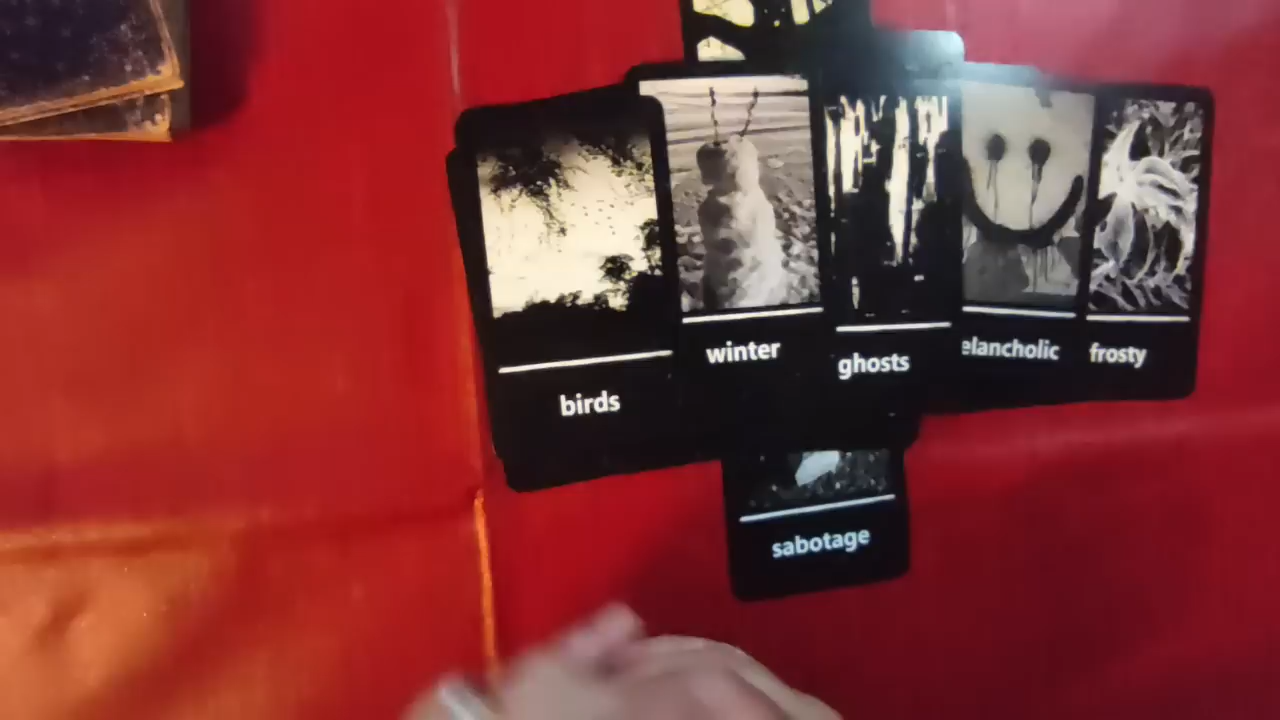 birds
winter
ghosts
elancholic
frosty
sabotage